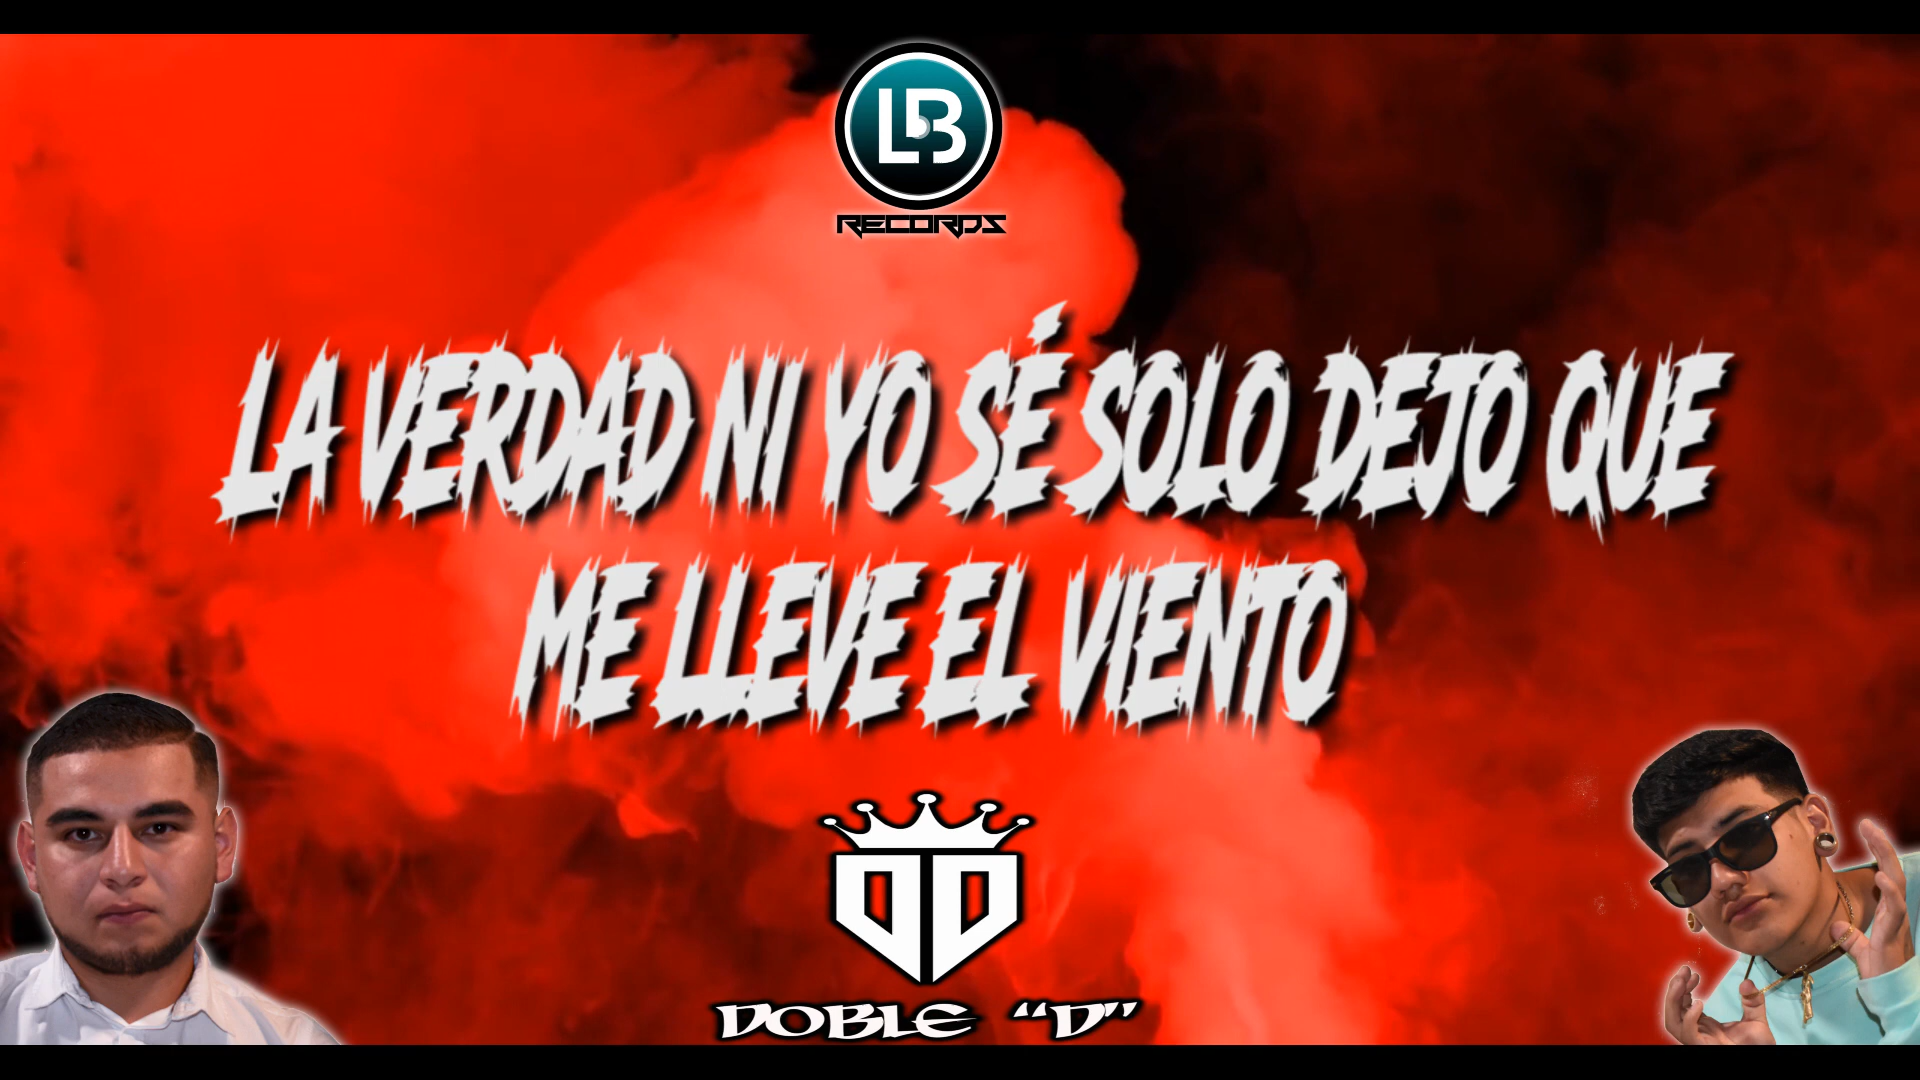 LB
RECORDS
LA VERDAD NI YO SÉ SOLO DEJO QUE
ME LLEVE EL VIENTO
DD
DOBLE "D"